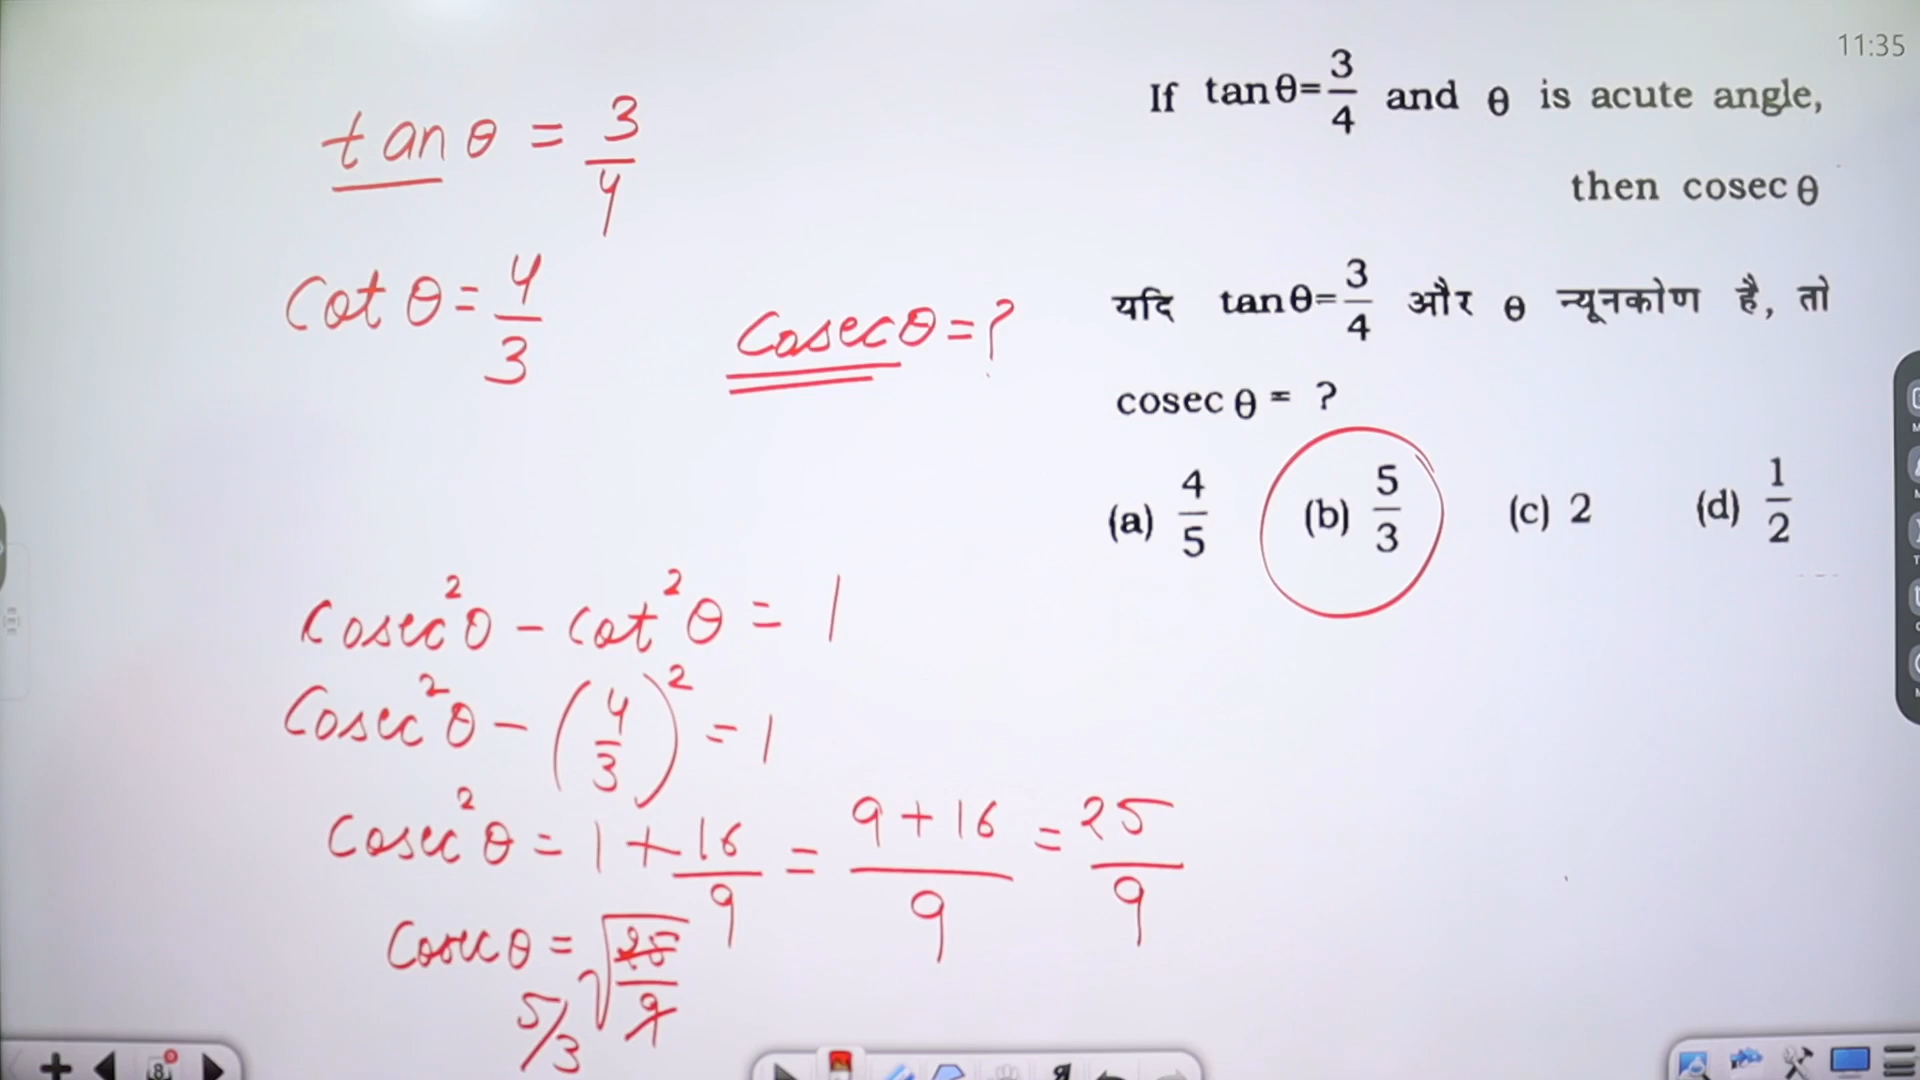 11:35
If tanθ=3/4 and θ is acute angle,
then cosec θ
यदि tanθ=3/4 और θ न्यूनकोण है, तो
cosec θ = ?
(a) 4/5 (b) 5/3 (c) 2 (d) 1/2
tan θ = 3/4
Cot θ = 4/3
Cosec θ = ?
Cosec²θ - Cot²θ = 1
Cosec²θ - (4/3)² = 1
Cosec²θ = 1 + 16/9 = 9+16/9 = 25/9
Cosec θ = √25/9
5/3
8